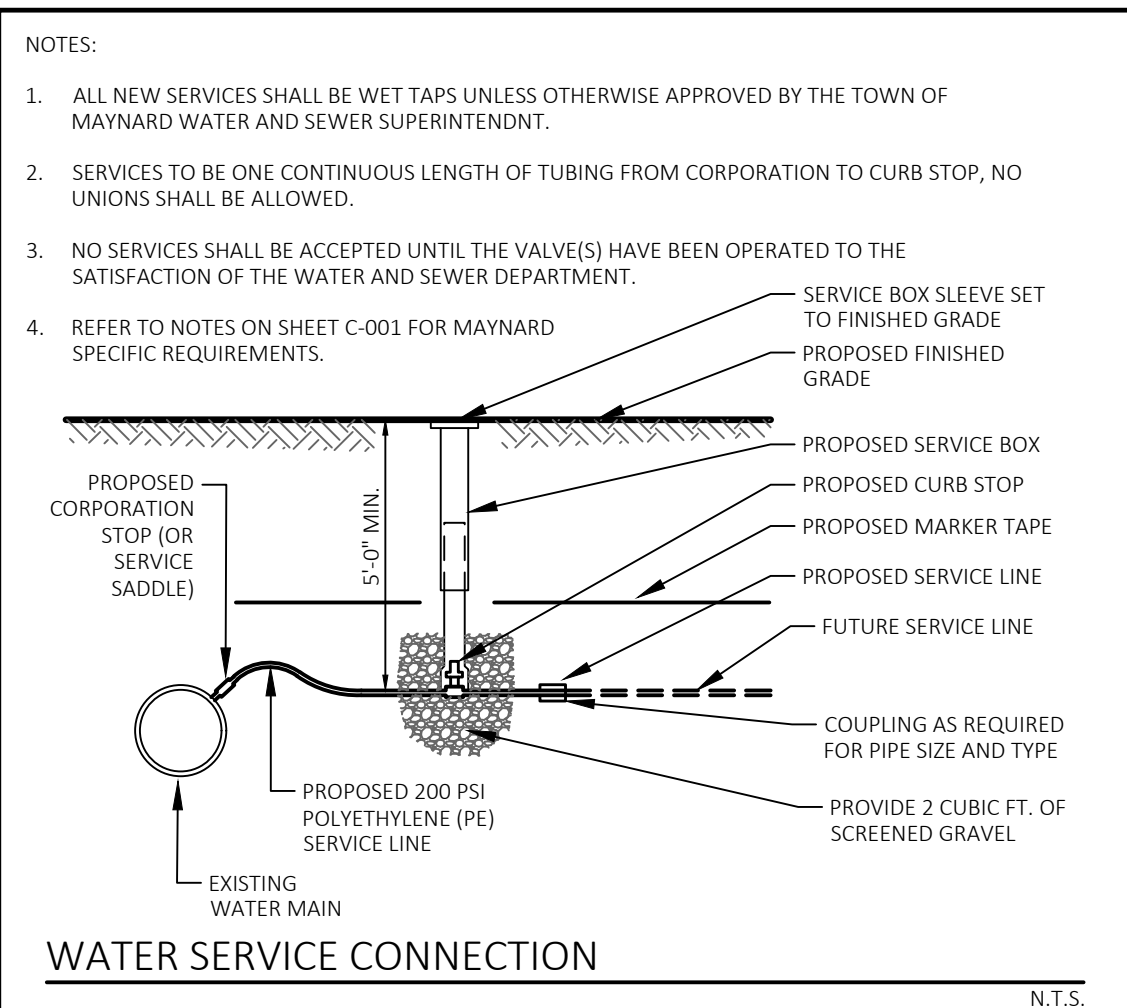 NOTES:
1. ALL NEW SERVICES SHALL BE WET TAPS UNLESS OTHERWISE APPROVED BY THE TOWN OF
MAYNARD WATER AND SEWER SUPERINTENDNT.
2. SERVICES TO BE ONE CONTINUOUS LENGTH OF TUBING FROM CORPORATION TO CURB STOP, NO
UNIONS SHALL BE ALLOWED.
3. NO SERVICES SHALL BE ACCEPTED UNTIL THE VALVE(S) HAVE BEEN OPERATED TO THE
SATISFACTION OF THE WATER AND SEWER DEPARTMENT.
4. REFER TO NOTES ON SHEET C-001 FOR MAYNARD
SPECIFIC REQUIREMENTS.
SERVICE BOX SLEEVE SET
TO FINISHED GRADE
PROPOSED FINISHED
GRADE
PROPOSED SERVICE BOX
PROPOSED CURB STOP
PROPOSED MARKER TAPE
PROPOSED SERVICE LINE
FUTURE SERVICE LINE
COUPLING AS REQUIRED
FOR PIPE SIZE AND TYPE
PROVIDE 2 CUBIC FT. OF
SCREENED GRAVEL
PROPOSED
CORPORATION
STOP (OR
SERVICE
SADDLE)
5'-0" MIN.
PROPOSED 200 PSI
POLYETHYLENE (PE)
SERVICE LINE
EXISTING
WATER MAIN
WATER SERVICE CONNECTION
N.T.S.